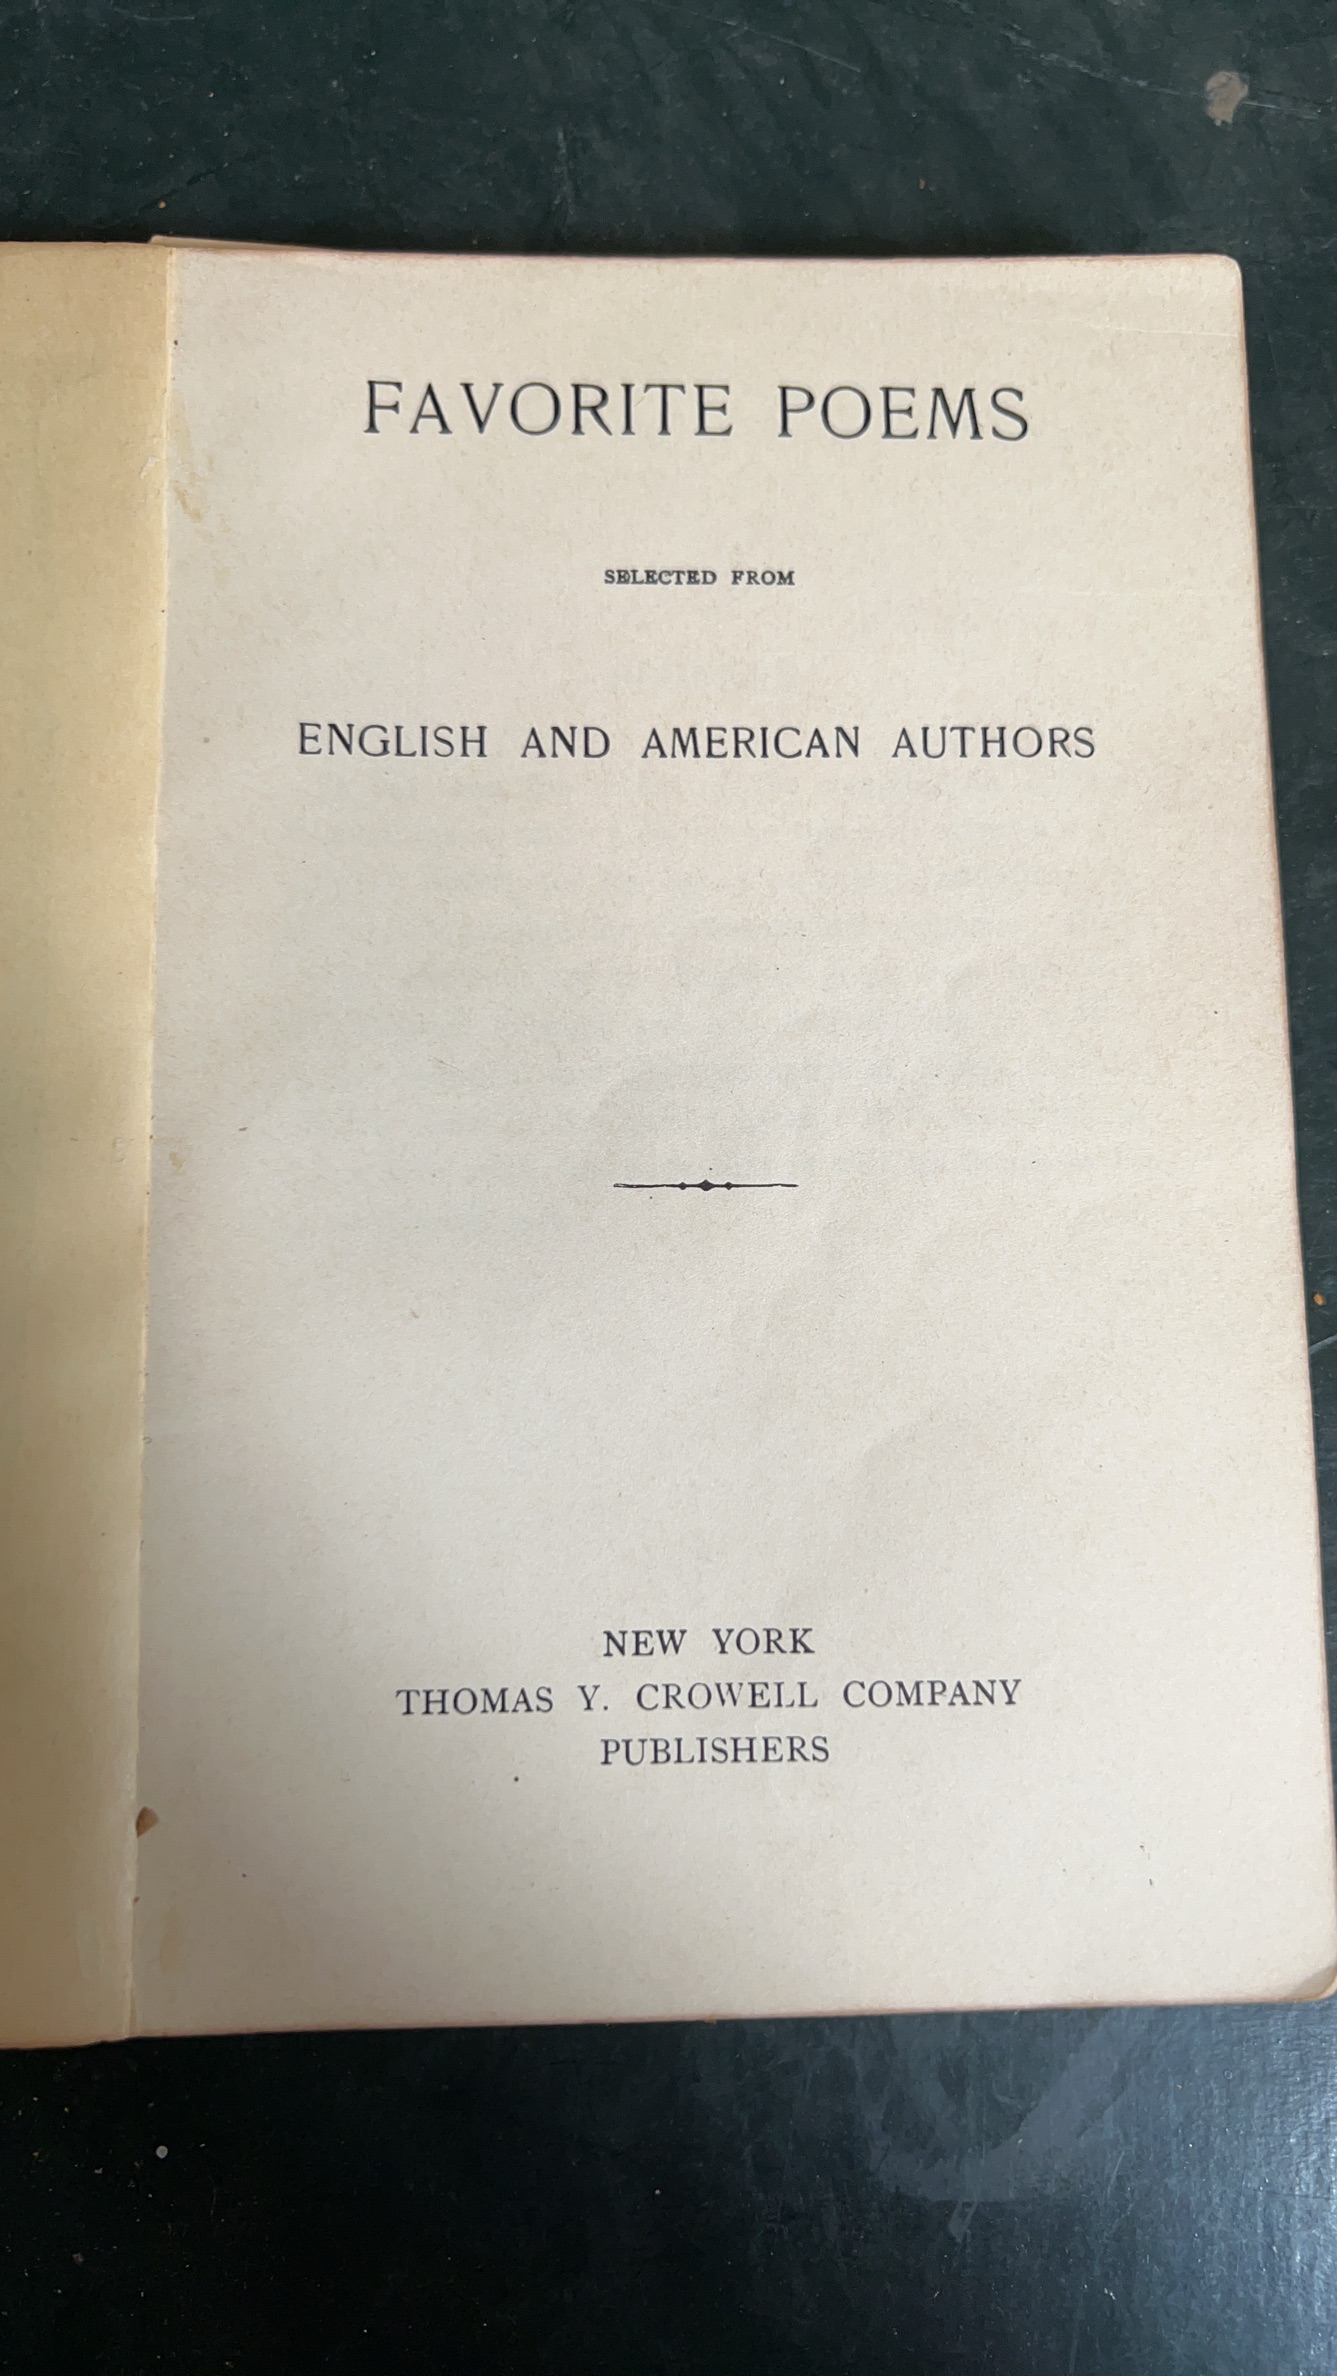 FAVORITE POEMS
SELECTED FROM
ENGLISH AND AMERICAN AUTHORS
NEW YORK
THOMAS Y. CROWELL COMPANY
PUBLISHERS